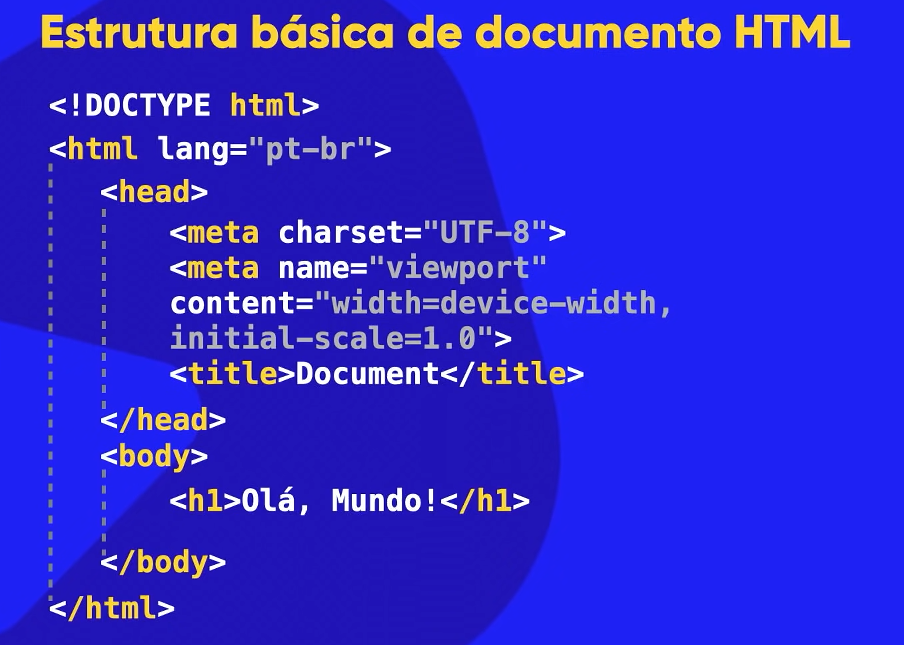 Estrutura básica de documento HTML
<!DOCTYPE html>
<html lang="pt-br">
<head>
<meta charset="UTF-8">
<meta name="viewport"
content="width=device-width,
initial-scale=1.0">
<title>Document</title>
</head>
<body>
<h1>Olá, Mundo!</h1>
</body>
</html>